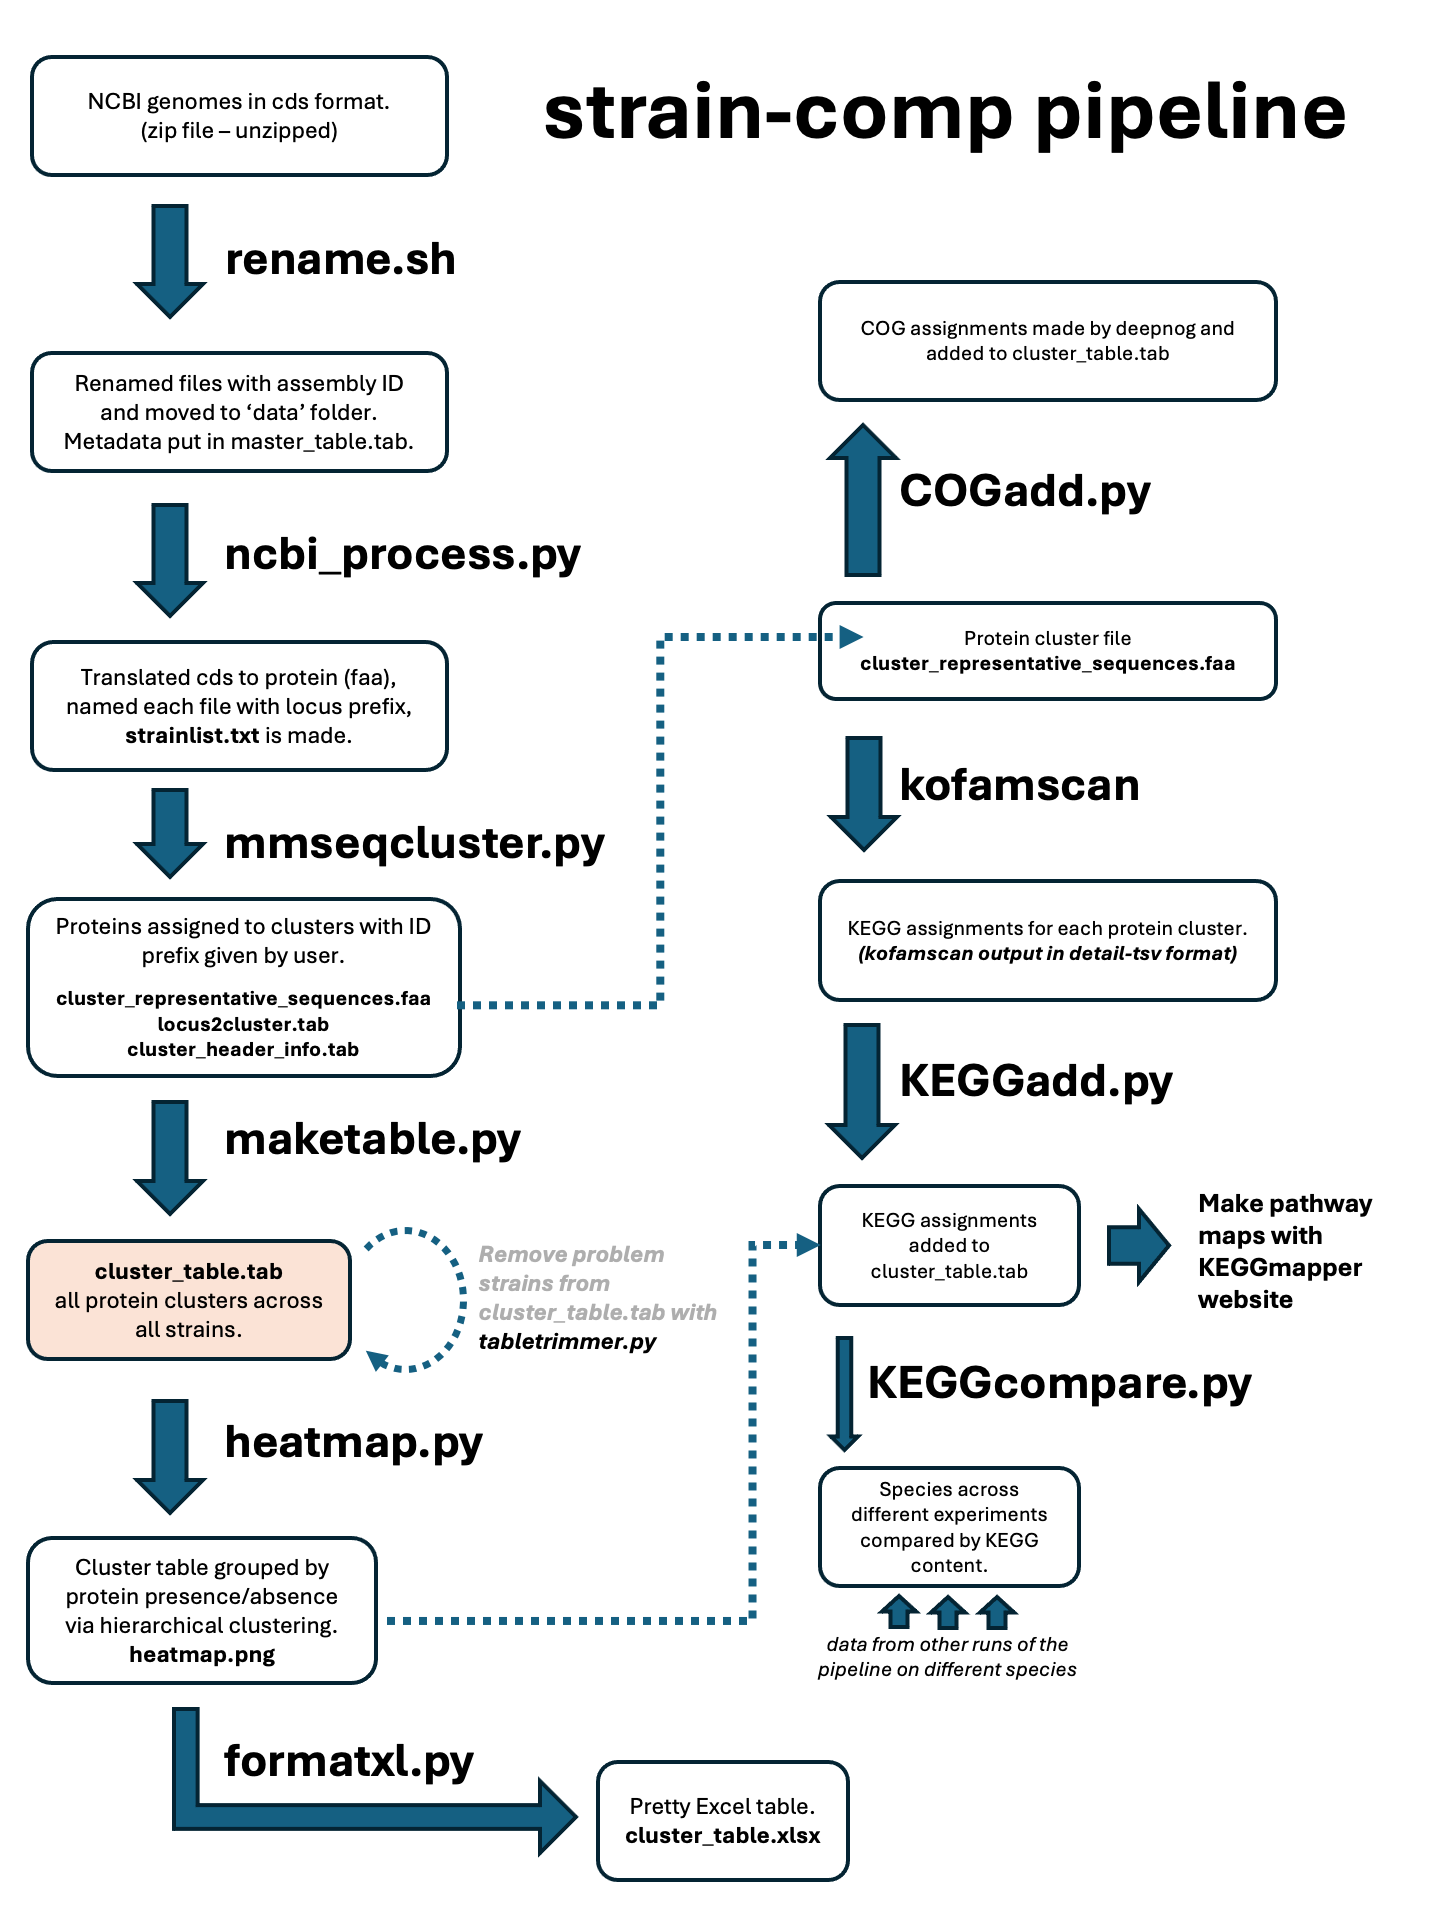 strain-comp pipeline
NCBI genomes in cds format.
(zip file – unzipped)
rename.sh
Renamed files with assembly ID
and moved to ‘data’ folder.
Metadata put in master_table.tab.
ncbi_process.py
Translated cds to protein (faa),
named each file with locus prefix,
strainlist.txt is made.
mmseqcluster.py
Proteins assigned to clusters with ID
prefix given by user.
cluster_representative_sequences.faa
locus2cluster.tab
cluster_header_info.tab
maketable.py
cluster_table.tab
all protein clusters across
all strains.
Remove problem
strains from
cluster_table.tab with
tabletrimmer.py
heatmap.py
Cluster table grouped by
protein presence/absence
via hierarchical clustering.
heatmap.png
formatxl.py
Pretty Excel table.
cluster_table.xlsx
COG assignments made by deepnog and
added to cluster_table.tab
COGadd.py
Protein cluster file
cluster_representative_sequences.faa
kofamscan
KEGG assignments for each protein cluster.
(kofamscan output in detail-tsv format)
KEGGadd.py
KEGG assignments
added to
cluster_table.tab
Make pathway
maps with
KEGGmapper
website
KEGGcompare.py
Species across
different experiments
compared by KEGG
content.
data from other runs of the
pipeline on different species